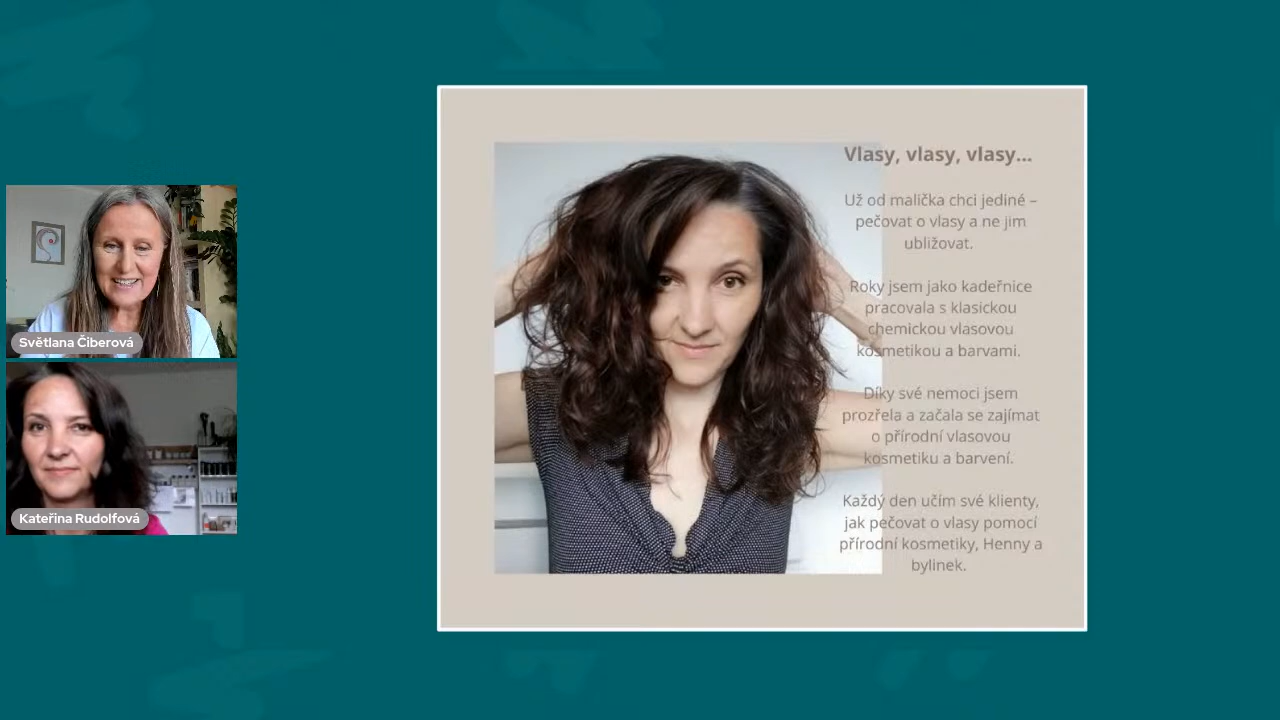 Světlana Čiberová
Kateřina Rudolfová
Vlasy, vlasy, vlasy...
Už od malička chci jediné –
pečovat o vlasy a ne jim
ubližovat.
Roky jsem jako kadeřnice
pracovala s klasickou
chemickou vlasovou
kosmetikou a barvami.
Díky své nemoci jsem
prozřela a začala se zajímat
o přírodní vlasovou
kosmetiku a barvení.
Každý den učím své klienty,
jak pečovat o vlasy pomocí
přírodní kosmetiky, Henny a
bylinek.